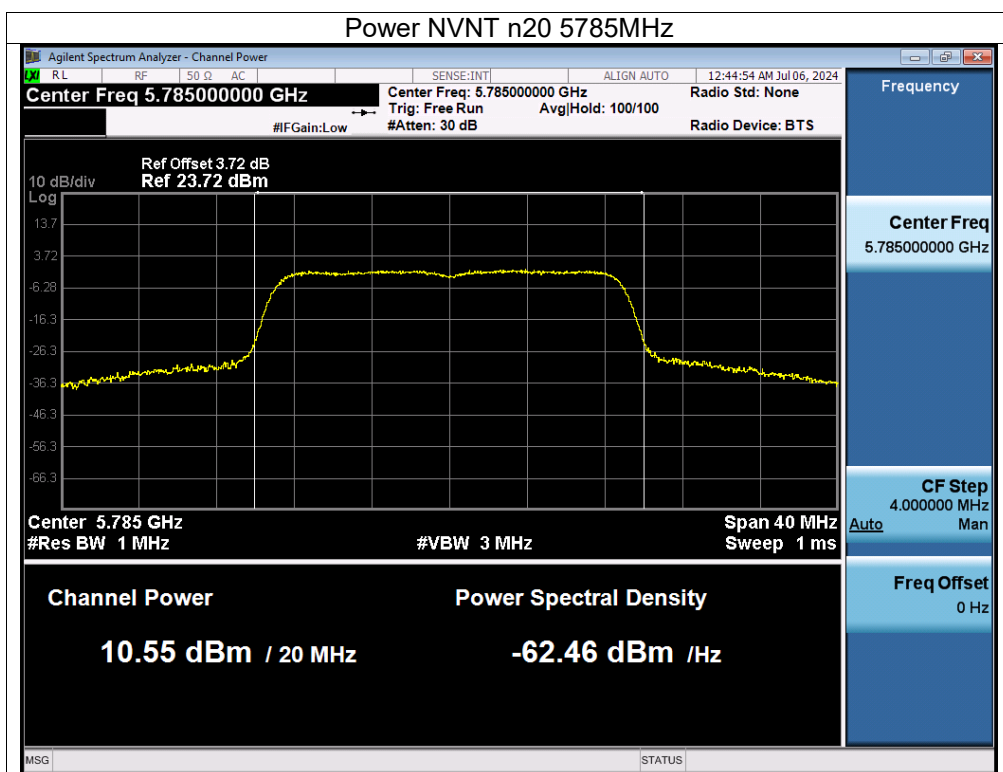 Power NVNT n20 5785MHz
Agilent Spectrum Analyzer - Channel Power
LXI RL RF 50 Ω AC SENSE:INT ALIGN AUTO 12:44:54 AM Jul 06, 2024
Center Freq 5.785000000 GHz
Center Freq: 5.785000000 GHz
Radio Std: None
Trig: Free Run Avg|Hold: 100/100
#IFGain:Low
#Atten: 30 dB
Radio Device: BTS
Ref Offset 3.72 dB
10 dB/div
Ref 23.72 dBm
Log
13.7
3.72
-6.28
-16.3
-26.3
-36.3
-46.3
-56.3
-66.3
Center 5.785 GHz
Span 40 MHz
#Res BW 1 MHz
#VBW 3 MHz
Sweep 1 ms
Channel Power
Power Spectral Density
10.55 dBm / 20 MHz
-62.46 dBm /Hz
Frequency
Center Freq
5.785000000 GHz
CF Step
4.000000 MHz
Auto Man
Freq Offset
0 Hz
MSG
STATUS